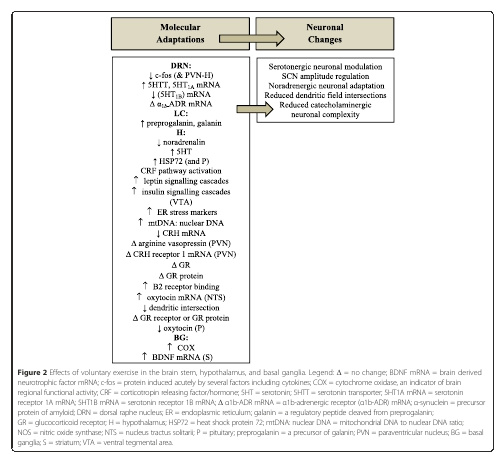 Molecular
Adaptations
Neuronal
Changes
DRN:
↓ c-fos (& PVN-H)
↑ 5HTT, 5HT1A mRNA
↓ (5HT1B) mRNA
Δ α1b-ADR mRNA
LC:
↑ preprogalanin, galanin
H:
↓ noradrenalin
↑ 5HT
↑ HSP72 (and P)
CRF pathway activation
↑ leptin signalling cascades
↑ insulin signalling cascades
(VTA)
↑ ER stress markers
↑ mtDNA: nuclear DNA
↓ CRH mRNA
Δ arginine vasopressin (PVN)
Δ CRH receptor 1 mRNA (PVN)
Δ GR
Δ GR protein
↑ B2 receptor binding
↑ oxytocin mRNA (NTS)
↓ dendritic intersection
Δ GR receptor or GR protein
↓ oxytocin (P)
BG:
↑ COX
↑ BDNF mRNA (S)
Serotonergic neuronal modulation
SCN amplitude regulation
Noradrenergic neuronal adaptation
Reduced dendritic field intersections
Reduced catecholaminergic
neuronal complexity
Figure 2 Effects of voluntary exercise in the brain stem, hypothalamus, and basal ganglia. Legend: Δ = no change; BDNF mRNA = brain derived
neurotrophic factor mRNA; c-fos = protein induced acutely by several factors including cytokines; COX = cytochrome oxidase, an indicator of brain
regional functional activity; CRF = corticotropin releasing factor/hormone; 5HT = serotonin; 5HTT = serotonin transporter; 5HT1A mRNA = serotonin
receptor 1A mRNA; 5HT1B mRNA = serotonin receptor 1B mRNA; Δ α1b-ADR mRNA = α1b-adrenergic receptor (α1b-ADR) mRNA; α-synuclein = precursor
protein of amyloid; DRN = dorsal raphe nucleus; ER = endoplasmic reticulum; galanin = a regulatory peptide cleaved from preprogalanin;
GR = glucocorticoid receptor; H = hypothalamus; HSP72 = heat shock protein 72; mtDNA: nuclear DNA = mitochondrial DNA to nuclear DNA ratio;
NOS = nitric oxide synthase; NTS = nucleus tractus solitarii; P = pituitary; preprogalanin = a precursor of galanin; PVN = paraventricular nucleus; BG = basal
ganglia; S = striatum; VTA = ventral tegmental area.